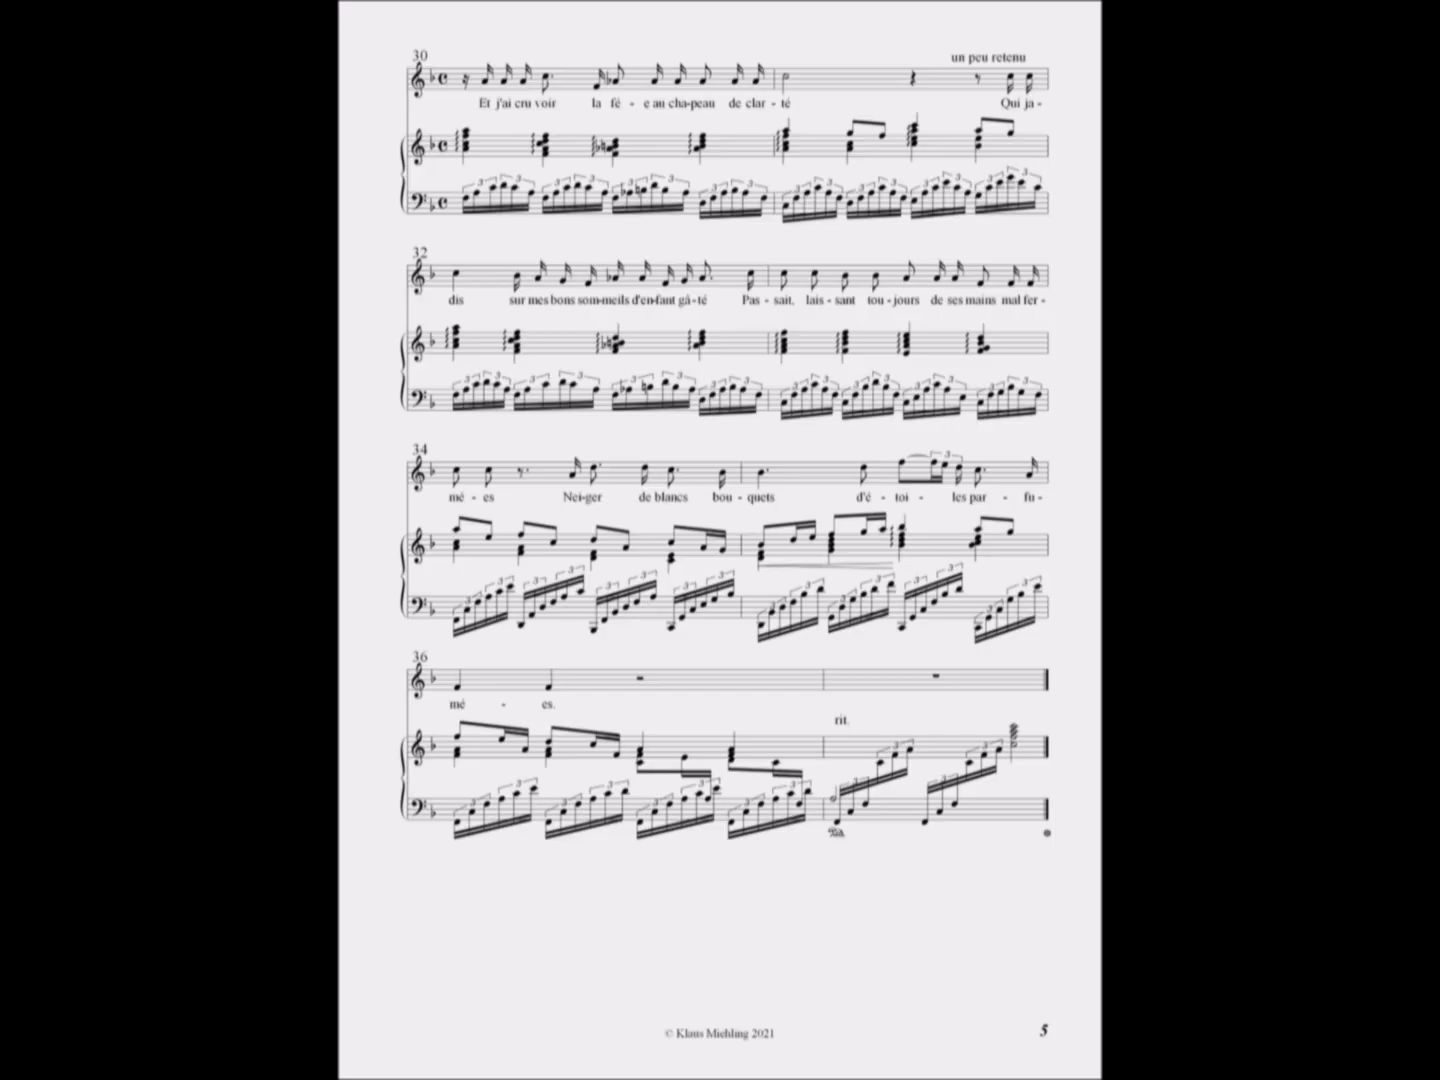 30
un peu retenu
Et j'ai cru voir la fé - e au cha-peau de clar - té Qui ja -
32
dis sur mes bons som-meils d'en-fant gâ-té Pas - sait, lais - sant tou - jours de ses mains mal fer -
34
mé - es Nei-ger de blancs bou - quets d'é - toi - les par - fu -
36
mé - es.
rit.
© Klaus Miehling 2021
5